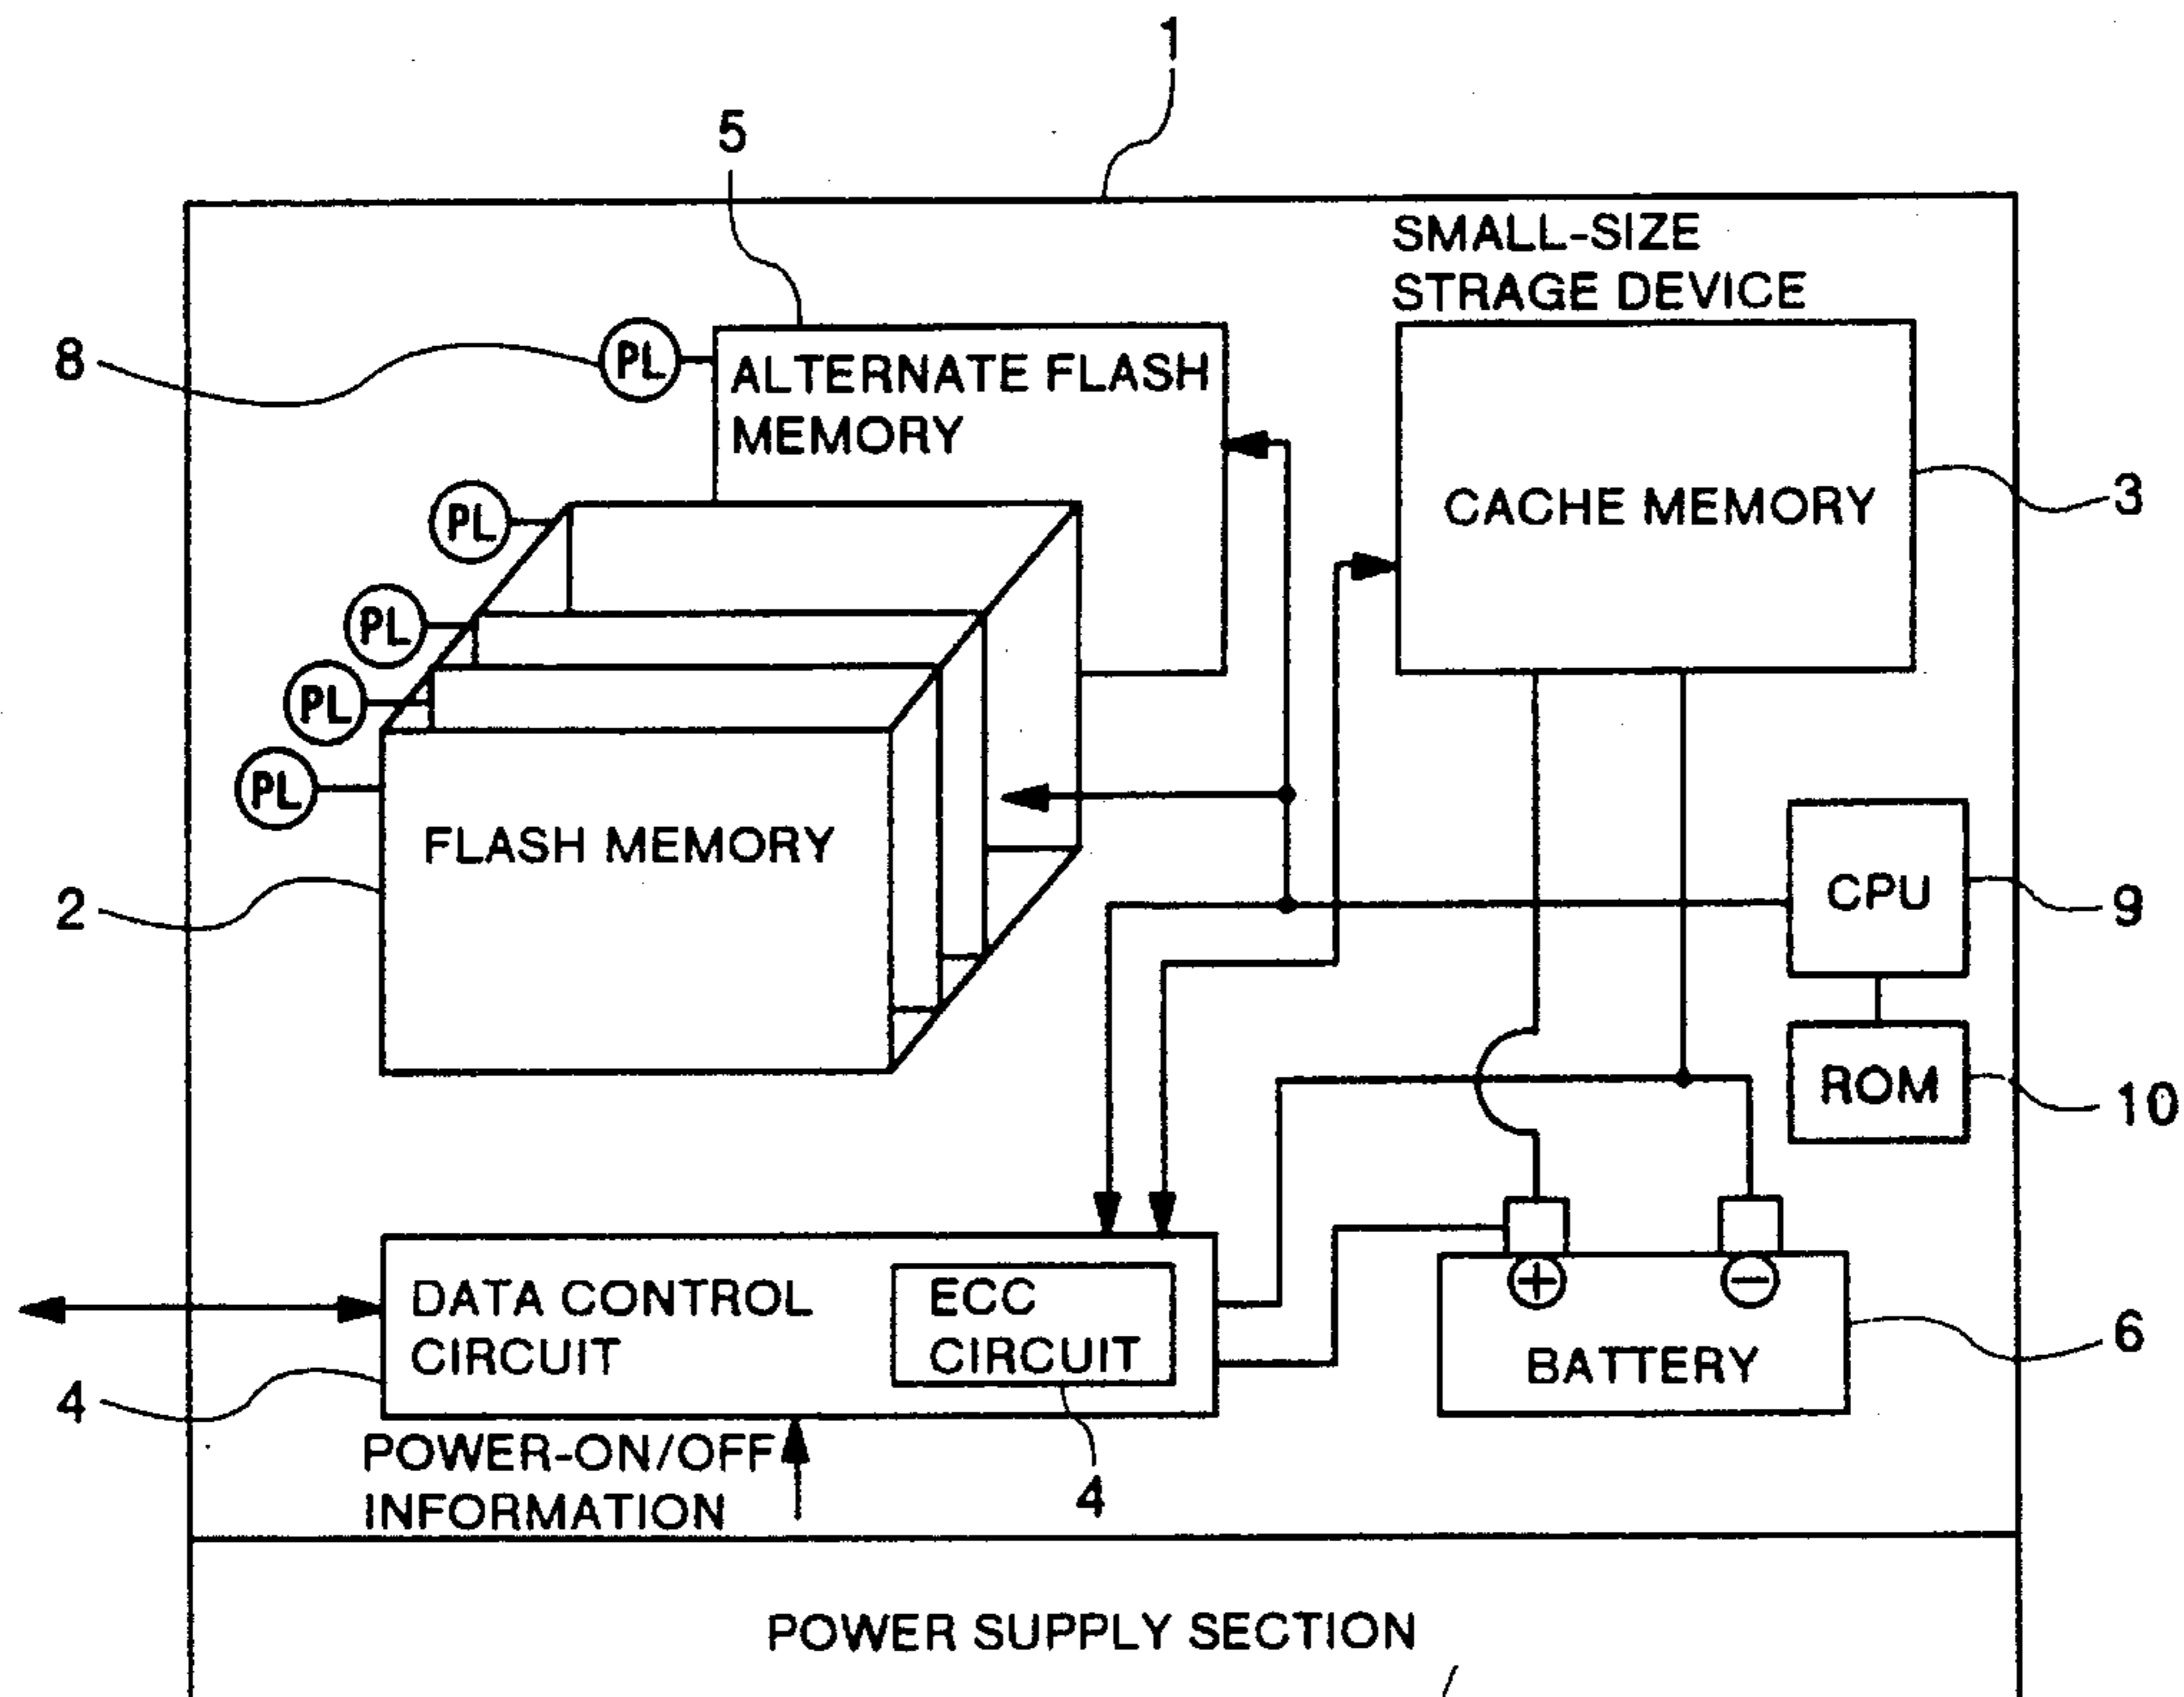 1
5
SMALL-SIZE
STRAGE DEVICE
8
PL
ALTERNATE FLASH
MEMORY
PL
CACHE MEMORY
3
PL
PL
PL
FLASH MEMORY
2
CPU
9
ROM
10
DATA CONTROL
CIRCUIT
ECC
CIRCUIT
+
−
BATTERY
6
4
POWER-ON/OFF
INFORMATION
4
POWER SUPPLY SECTION